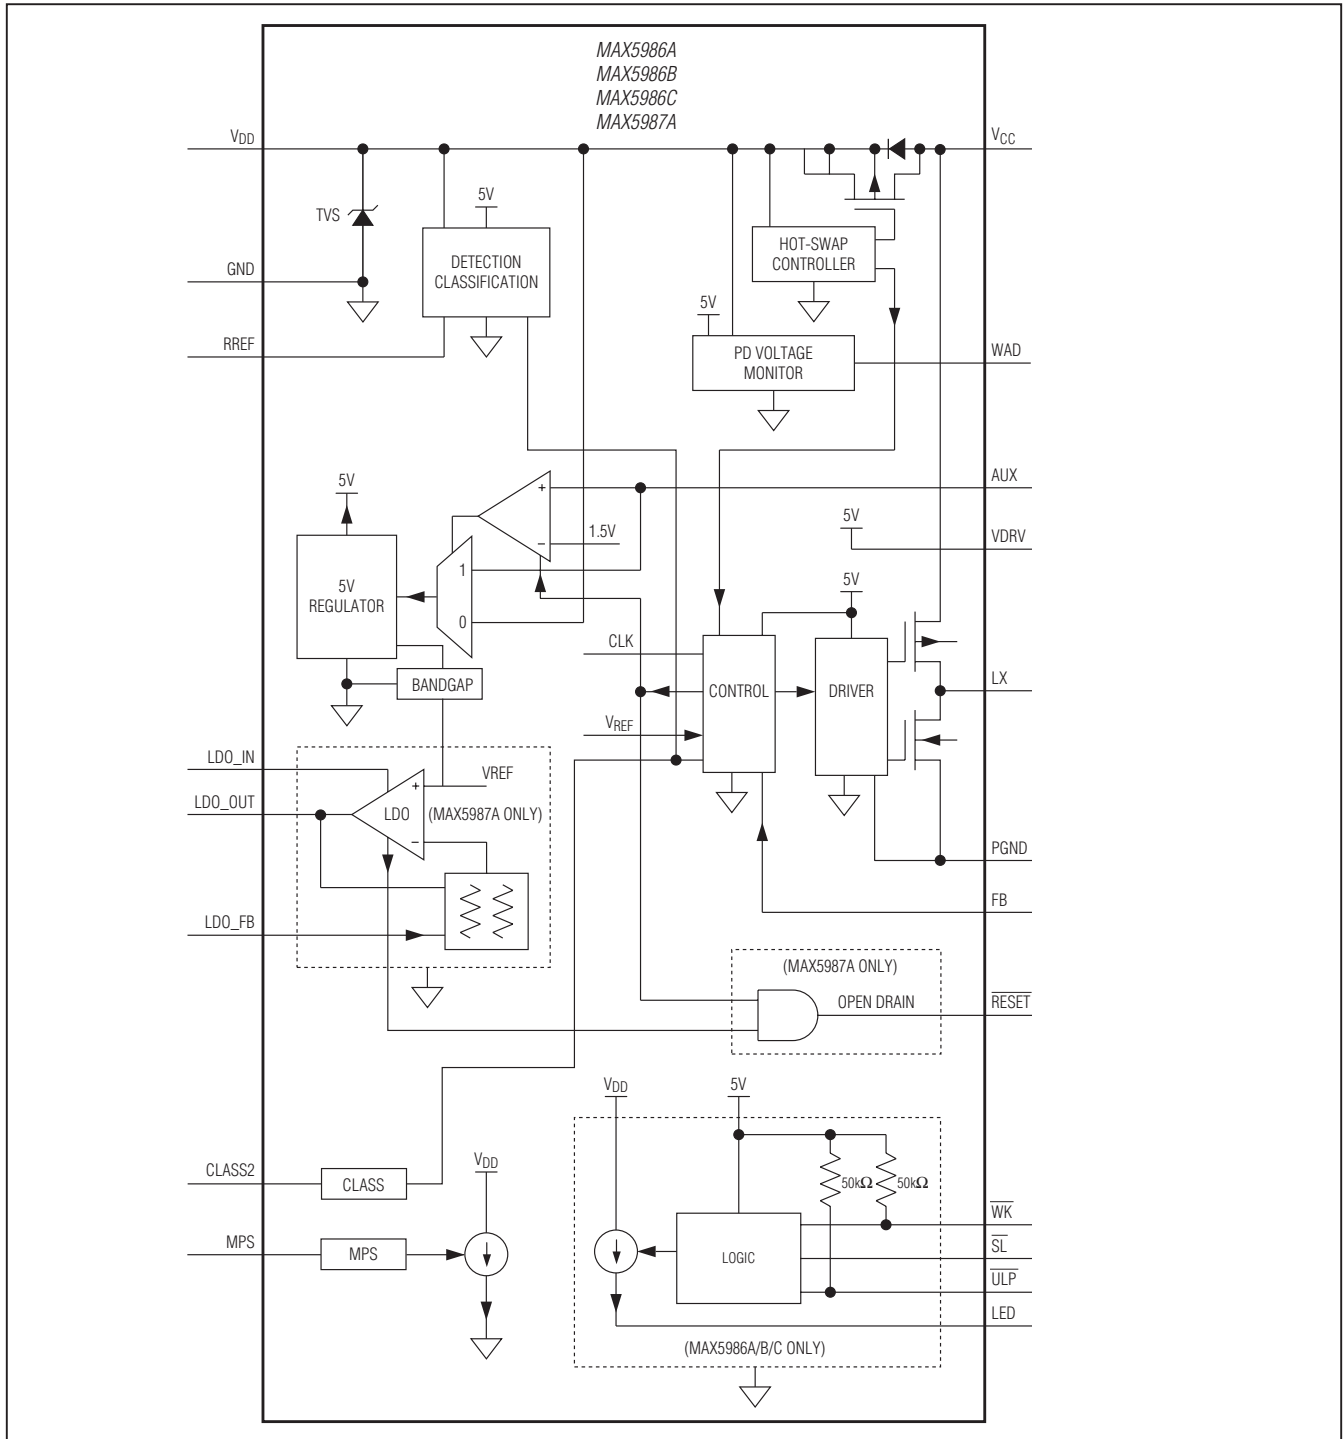 MAX5986A
MAX5986B
MAX5986C
MAX5987A
VDD
VCC
TVS
5V
DETECTION
CLASSIFICATION
HOT-SWAP
CONTROLLER
GND
RREF
5V
PD VOLTAGE
MONITOR
WAD
5V
+
−
1.5V
AUX
5V
VDRV
5V
REGULATOR
1
0
5V
CLK
BANDGAP
CONTROL
DRIVER
LX
VREF
LDO_IN
+
VREF
LDO_OUT
LDO
(MAX5987A ONLY)
−
PGND
LDO_FB
FB
(MAX5987A ONLY)
OPEN DRAIN
RESET
VDD
5V
CLASS2
CLASS
VDD
50kΩ
50kΩ
WK
MPS
MPS
LOGIC
SL
ULP
LED
(MAX5986A/B/C ONLY)